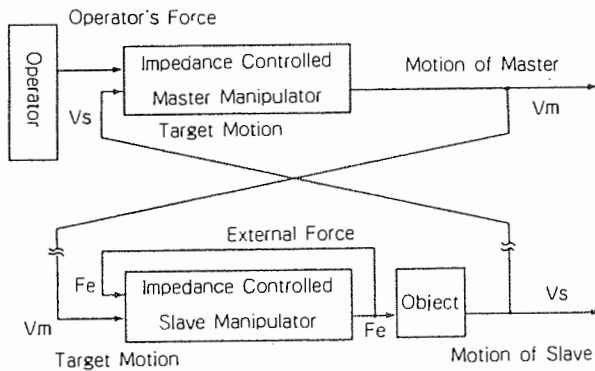 Operator's Force
Operator
Impedance Controlled
Master Manipulator
Motion of Master
Vs
Vm
Target Motion
External Force
Fe
Impedance Controlled
Slave Manipulator
Object
Vs
Vm
Fe
Target Motion
Motion of Slave